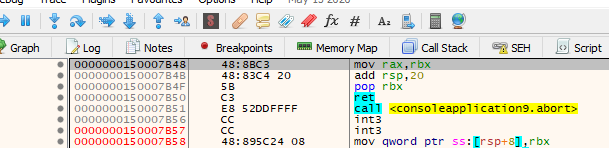 Trace Plugins Favourites Options Help May 15 2020
fx #
Graph Log Notes Breakpoints Memory Map Call Stack SEH Script
0000000150007B48 48:8BC3 mov rax,rbx
0000000150007B4B 48:83C4 20 add rsp,20
0000000150007B4F 5B pop rbx
0000000150007B50 C3 ret
0000000150007B51 E8 52DDFFFF call <consoleapplication9.abort>
0000000150007B56 CC int3
0000000150007B57 CC int3
0000000150007B58 48:895C24 08 mov qword ptr ss:[rsp+8],rbx